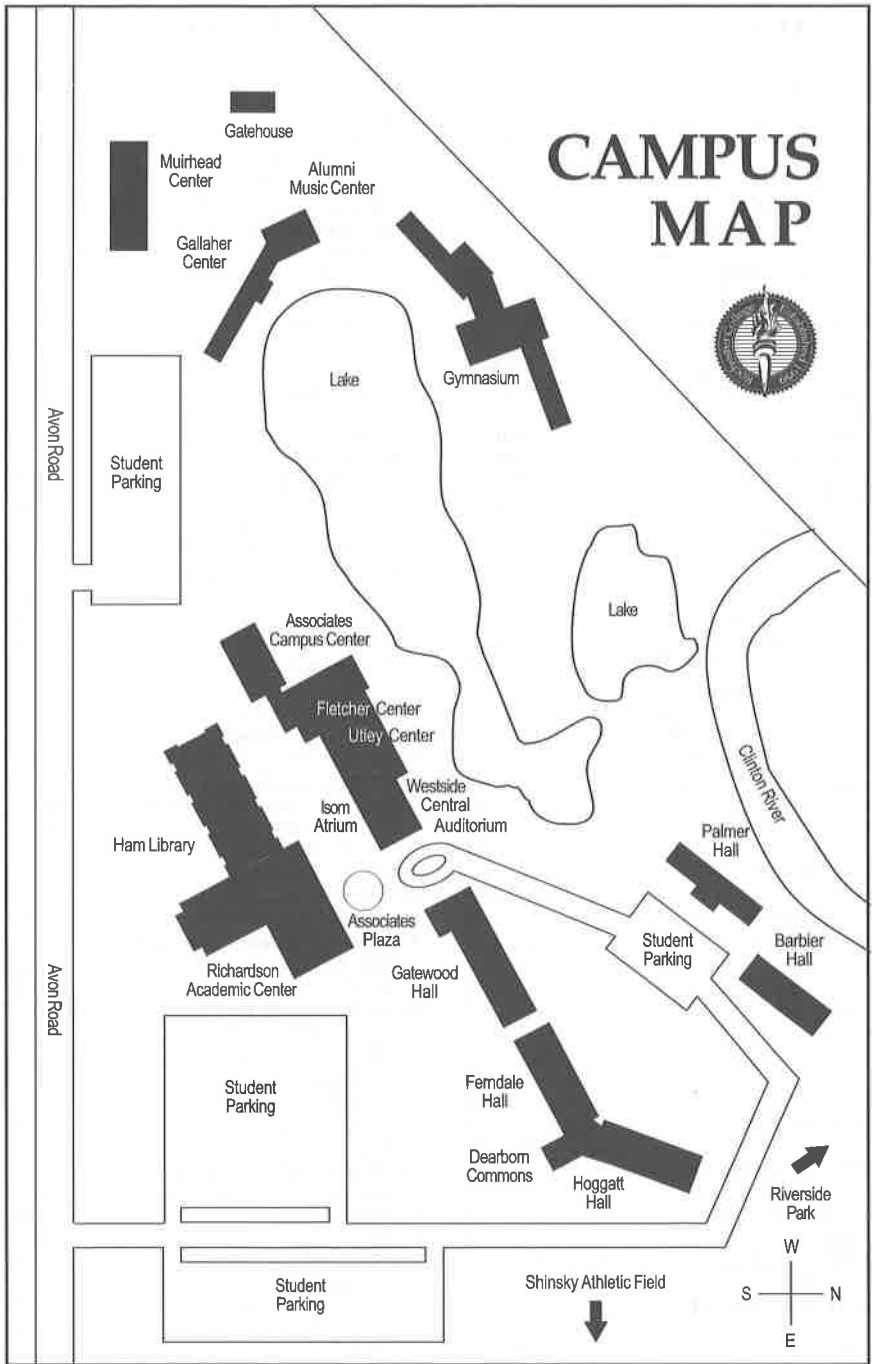 CAMPUS
MAP
Gatehouse
Muirhead
Center
Alumni
Music Center
Gallaher
Center
Lake
Gymnasium
Avon Road
Student
Parking
Associates
Campus Center
Lake
Fletcher Center
Utley Center
Clinton River
Isom
Atrium
Westside
Central
Auditorium
Ham Library
Palmer
Hall
Associates
Plaza
Student
Parking
Barbier
Hall
Richardson
Academic Center
Gatewood
Hall
Avon Road
Student
Parking
Ferndale
Hall
Dearborn
Commons
Hoggatt
Hall
Riverside
Park
W
S
N
E
Student
Parking
Shinsky Athletic Field